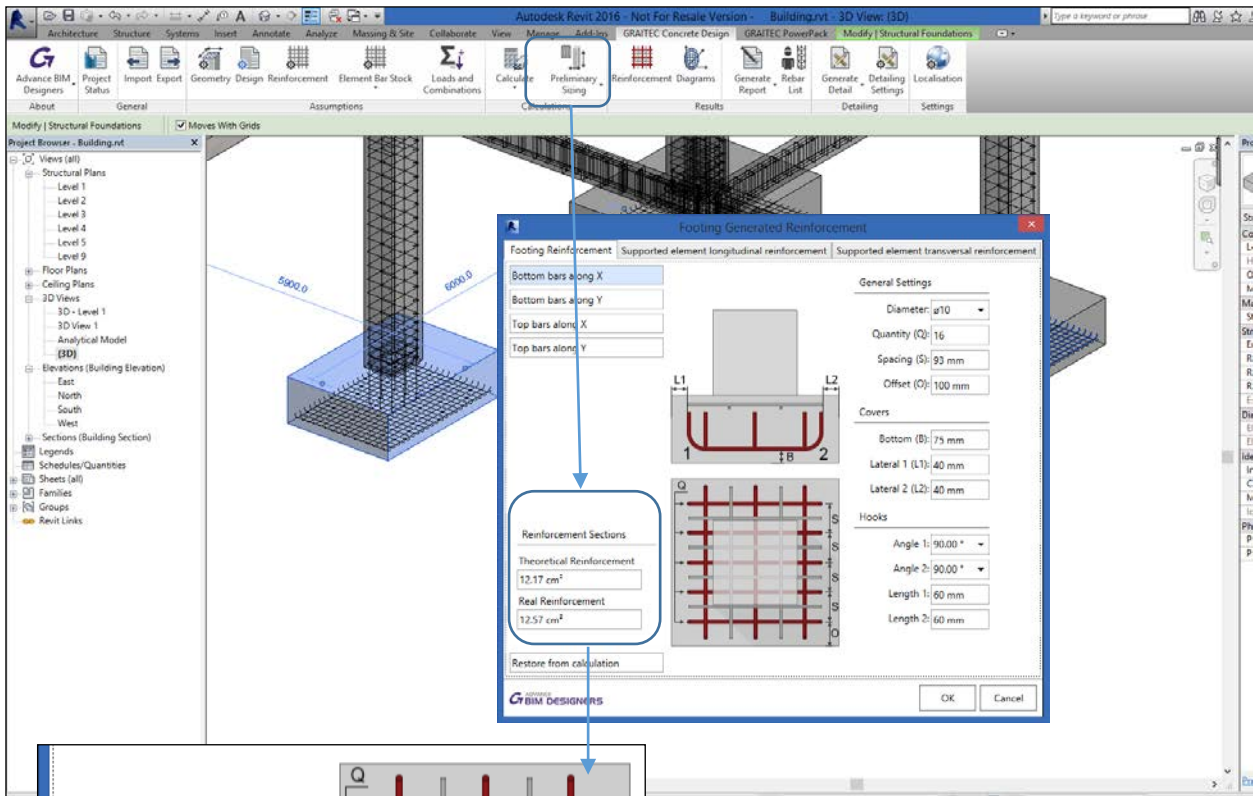 Autodesk Revit 2016 - Not For Resale Version - Building.rvt - 3D View: {3D}
Type a keyword or phrase
Architecture Structure Systems Insert Annotate Analyze Massing & Site Collaborate View Manage Add-Ins GRAITEC Concrete Design GRAITEC PowerPack Modify | Structural Foundations
Advance BIM Designers
Project Status
Import
Export
Geometry
Design
Reinforcement
Element Bar Stock
Loads and Combinations
Calculate
Preliminary Sizing
Reinforcement
Diagrams
Generate Report
Rebar List
Generate Detail
Detailing Settings
Localisation
About General Assumptions Calculations Results Detailing Settings
Modify | Structural Foundations Moves With Grids
Project Browser - Building.rvt X
Views (all)
Structural Plans
Level 1
Level 2
Level 3
Level 4
Level 5
Level 9
Floor Plans
Ceiling Plans
3D Views
3D - Level 1
3D View 1
Analytical Model
{3D}
Elevations (Building Elevation)
East
North
South
West
Sections (Building Section)
Legends
Schedules/Quantities
Sheets (all)
Families
Groups
Revit Links
5900.0
6000.0
Footing Generated Reinforcement
Footing Reinforcement Supported element longitudinal reinforcement Supported element transversal reinforcement
Bottom bars along X
Bottom bars along Y
Top bars along X
Top bars along Y
Reinforcement Sections
Theoretical Reinforcement
12.17 cm²
Real Reinforcement
12.57 cm²
Restore from calculation
L1 L2
1 B 2
Q
S
S
S
S
O
General Settings
Diameter: ø10
Quantity (Q): 16
Spacing (S): 93 mm
Offset (O): 100 mm
Covers
Bottom (B): 75 mm
Lateral 1 (L1): 40 mm
Lateral 2 (L2): 40 mm
Hooks
Angle 1: 90.00 °
Angle 2: 90.00 °
Length 1: 60 mm
Length 2: 60 mm
ADVANCE
BIM DESIGNERS
OK Cancel
Q